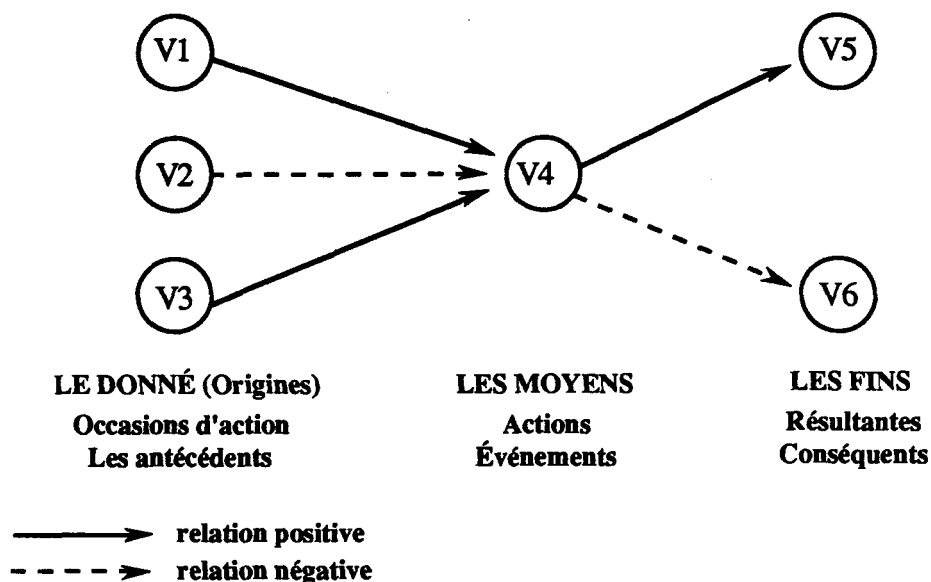 V1
V5
V2
V4
V3
V6
LE DONNÉ (Origines)
Occasions d'action
Les antécédents
LES MOYENS
Actions
Événements
LES FINS
Résultantes
Conséquents
relation positive
relation négative